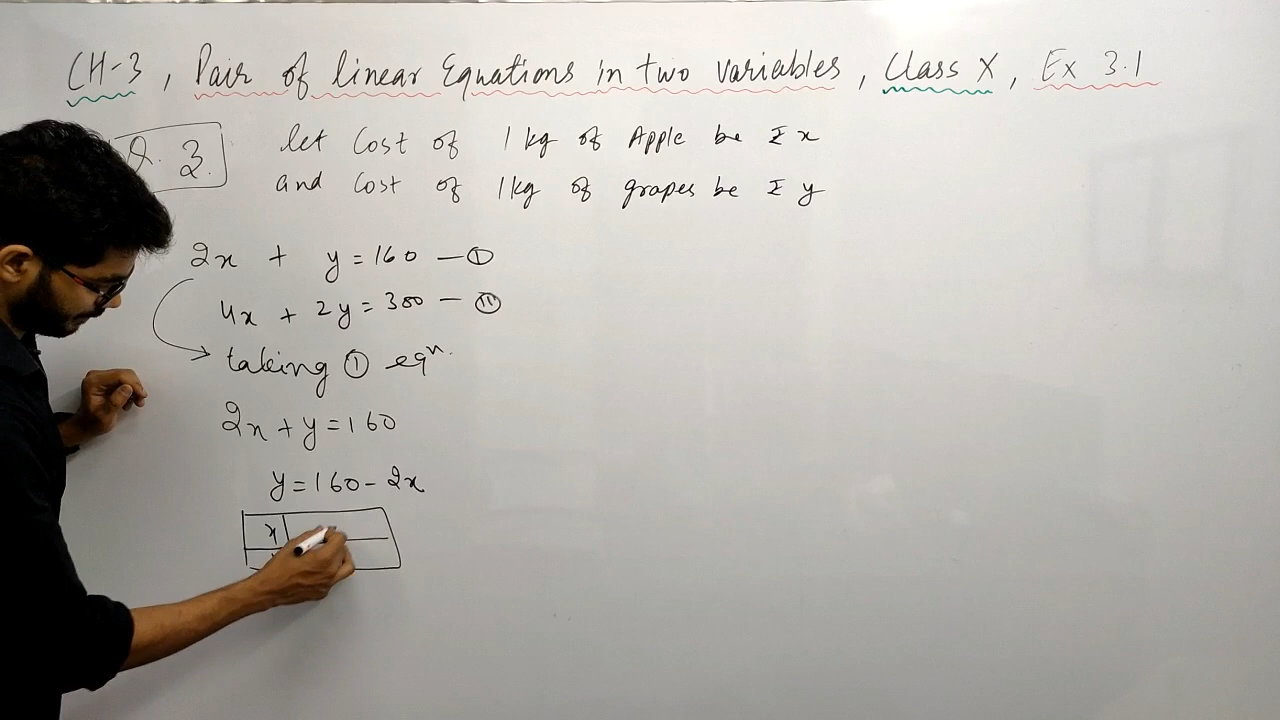 CH-3, Pair of linear Equations in two variables, Class X, Ex 3.1
Q. 3. let Cost of 1 kg of Apple be ₹ x
and Cost of 1kg of grapes be ₹ y
2x + y = 160 — ①
4x + 2y = 300 — ②
taking ① eqⁿ.
2x + y = 160
y = 160 - 2x
x